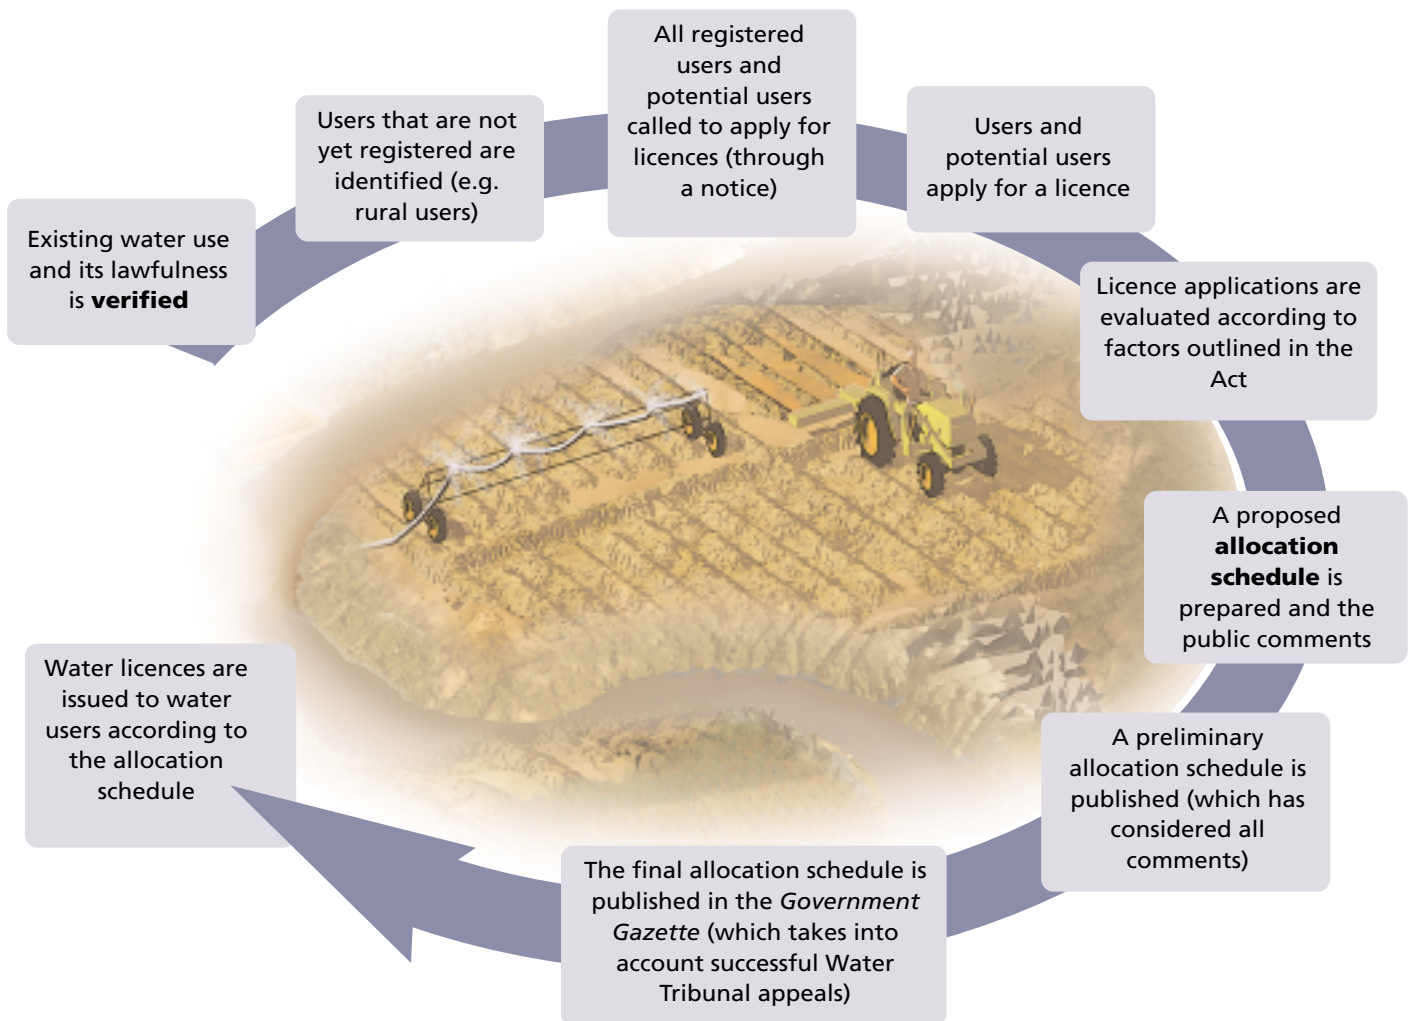 Existing water use
and its lawfulness
is verified
Users that are not
yet registered are
identified (e.g.
rural users)
All registered
users and
potential users
called to apply for
licences (through
a notice)
Users and
potential users
apply for a licence
Licence applications are
evaluated according to
factors outlined in the
Act
A proposed
allocation
schedule is
prepared and the
public comments
A preliminary
allocation schedule is
published (which has
considered all
comments)
The final allocation schedule is
published in the Government
Gazette (which takes into
account successful Water
Tribunal appeals)
Water licences are
issued to water
users according to
the allocation
schedule